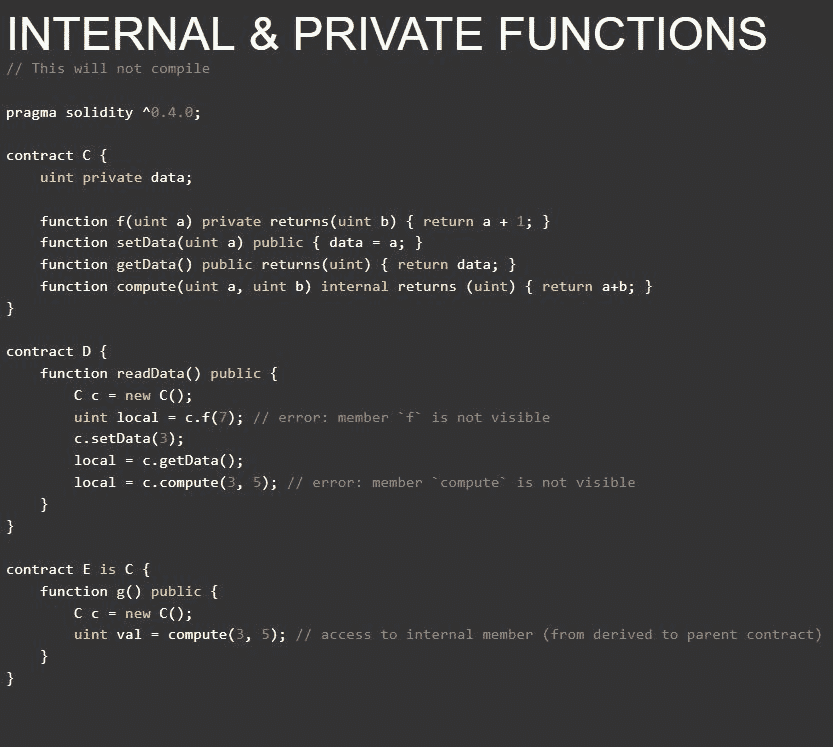 INTERNAL & PRIVATE FUNCTIONS
// This will not compile
pragma solidity ^0.4.0;
contract C {
    uint private data;
    function f(uint a) private returns(uint b) { return a + 1; }
    function setData(uint a) public { data = a; }
    function getData() public returns(uint) { return data; }
    function compute(uint a, uint b) internal returns (uint) { return a+b; }
}
contract D {
    function readData() public {
        C c = new C();
        uint local = c.f(7); // error: member `f` is not visible
        c.setData(3);
        local = c.getData();
        local = c.compute(3, 5); // error: member `compute` is not visible
    }
}
contract E is C {
    function g() public {
        C c = new C();
        uint val = compute(3, 5); // access to internal member (from derived to parent contract)
    }
}